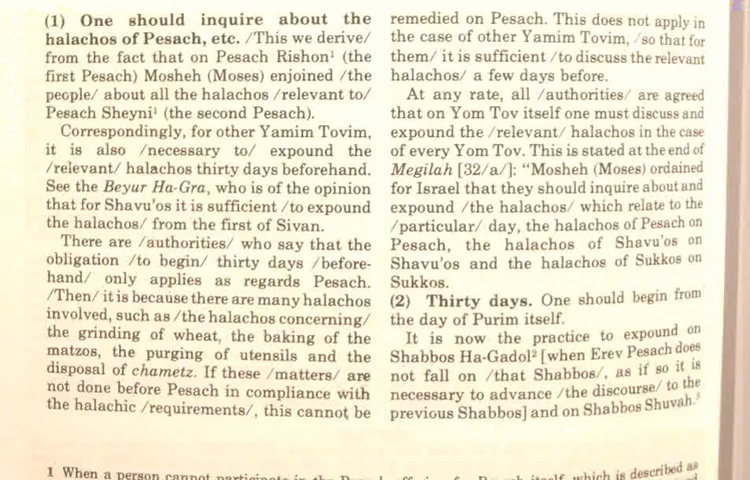 (1) One should inquire about the
halachos of Pesach, etc. /This we derive/
from the fact that on Pesach Rishon¹ (the
first Pesach) Mosheh (Moses) enjoined /the
people/ about all the halachos /relevant to/
Pesach Sheyni¹ (the second Pesach).
Correspondingly, for other Yamim Tovim,
it is also /necessary to/ expound the
/relevant/ halachos thirty days beforehand.
See the Beyur Ha-Gra, who is of the opinion
that for Shavu'os it is sufficient /to expound
the halachos/ from the first of Sivan.
There are /authorities/ who say that the
obligation /to begin/ thirty days /before-
hand/ only applies as regards Pesach.
/Then/ it is because there are many halachos
involved, such as /the halachos concerning/
the grinding of wheat, the baking of the
matzos, the purging of utensils and the
disposal of chametz. If these /matters/ are
not done before Pesach in compliance with
the halachic /requirements/, this cannot be
remedied on Pesach. This does not apply in
the case of other Yamim Tovim, /so that for
them/ it is sufficient /to discuss the relevant
halachos/ a few days before.
At any rate, all /authorities/ are agreed
that on Yom Tov itself one must discuss and
expound the /relevant/ halachos in the case
of every Yom Tov. This is stated at the end of
Megilah [32/a/]: “Mosheh (Moses) ordained
for Israel that they should inquire about and
expound /the halachos/ which relate to the
/particular/ day, the halachos of Pesach on
Pesach, the halachos of Shavu'os on
Shavu'os and the halachos of Sukkos on
Sukkos.
(2) Thirty days. One should begin from
the day of Purim itself.
It is now the practice to expound on
Shabbos Ha-Gadol² [when Erev Pesach does
not fall on /that Shabbos/, as if so it is
necessary to advance /the discourse/ to the
previous Shabbos] and on Shabbos Shuvah.³
1 When a person cannot participate in the itself, which is described as